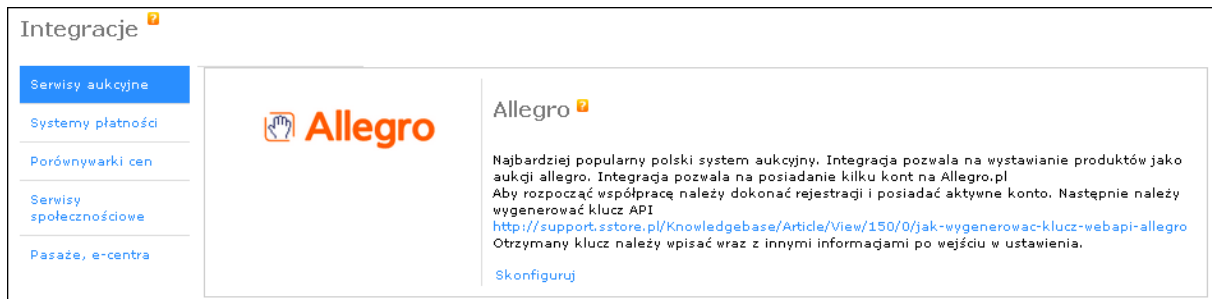 Integracje
Serwisy aukcyjne
Systemy płatności
Porównywarki cen
Serwisy
społecznościowe
Pasaże, e-centra
Allegro
Allegro
Najbardziej popularny polski system aukcyjny. Integracja pozwala na wystawianie produktów jako
aukcji allegro. Integracja pozwala na posiadanie kilku kont na Allegro.pl
Aby rozpocząć współpracę należy dokonać rejestracji i posiadać aktywne konto. Następnie należy
wygenerować klucz API
http://support.sstore.pl/Knowledgebase/Article/View/150/0/jak-wygenerowac-klucz-webapi-allegro
Otrzymany klucz należy wpisać wraz z innymi informacjami po wejściu w ustawienia.
Skonfiguruj